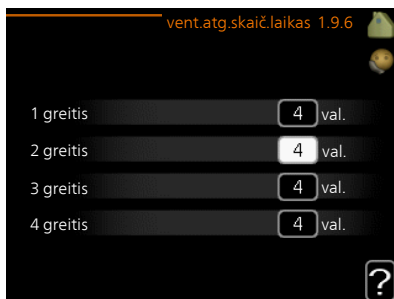 vent.atg.skaič.laikas 1.9.6
1 greitis 4 val.
2 greitis 4 val.
3 greitis 4 val.
4 greitis 4 val.
?